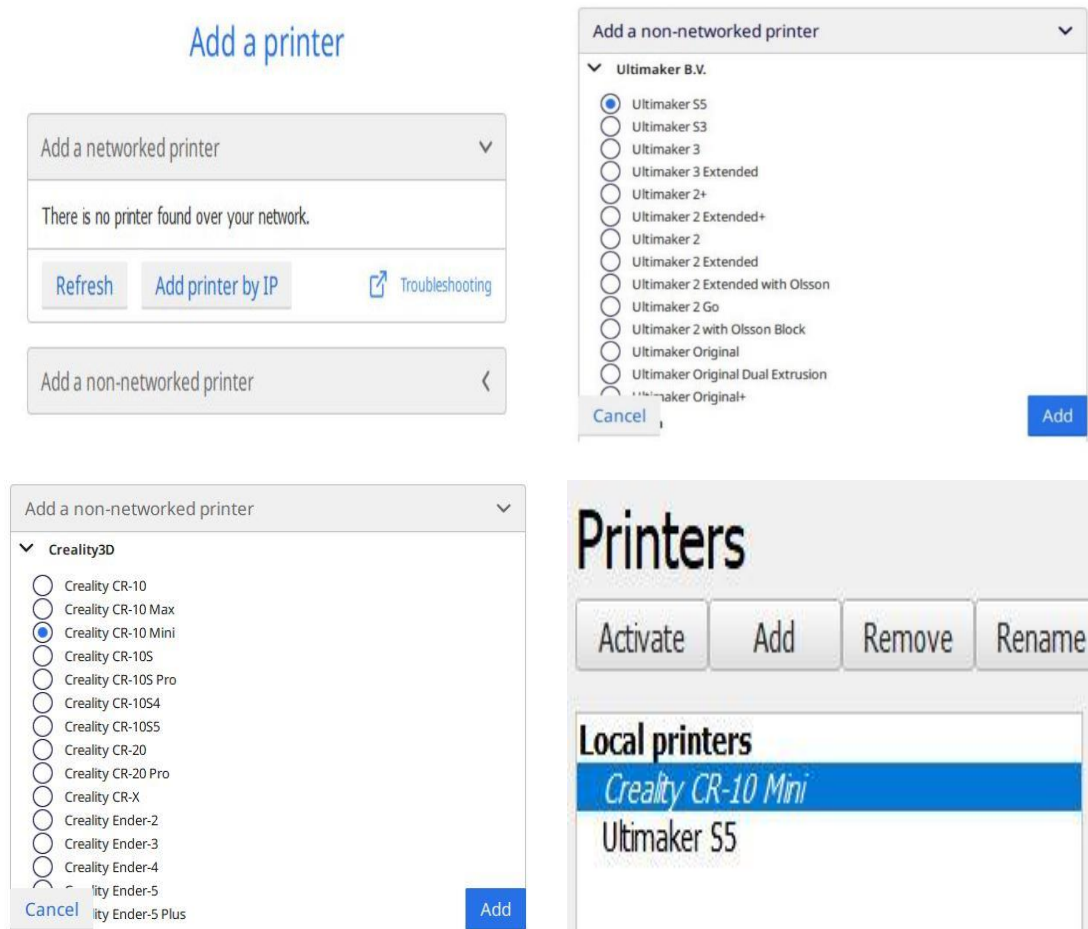 Add a printer
Add a networked printer
There is no printer found over your network.
Refresh Add printer by IP Troubleshooting
Add a non-networked printer
Add a non-networked printer
Ultimaker B.V.
Ultimaker S5
Ultimaker S3
Ultimaker 3
Ultimaker 3 Extended
Ultimaker 2+
Ultimaker 2 Extended+
Ultimaker 2
Ultimaker 2 Extended
Ultimaker 2 Extended with Olsson
Ultimaker 2 Go
Ultimaker 2 with Olsson Block
Ultimaker Original
Ultimaker Original Dual Extrusion
Original+
Cancel Add
Add a non-networked printer
Creality3D
Creality CR-10
Creality CR-10 Max
Creality CR-10 Mini
Creality CR-10S
Creality CR-10S Pro
Creality CR-10S4
Creality CR-10S5
Creality CR-20
Creality CR-20 Pro
Creality CR-X
Creality Ender-2
Creality Ender-3
Creality Ender-4
Ender-5
Cancel Ender-5 Plus Add
Printers
Activate Add Remove Rename
Local printers
Creality CR-10 Mini
Ultimaker S5